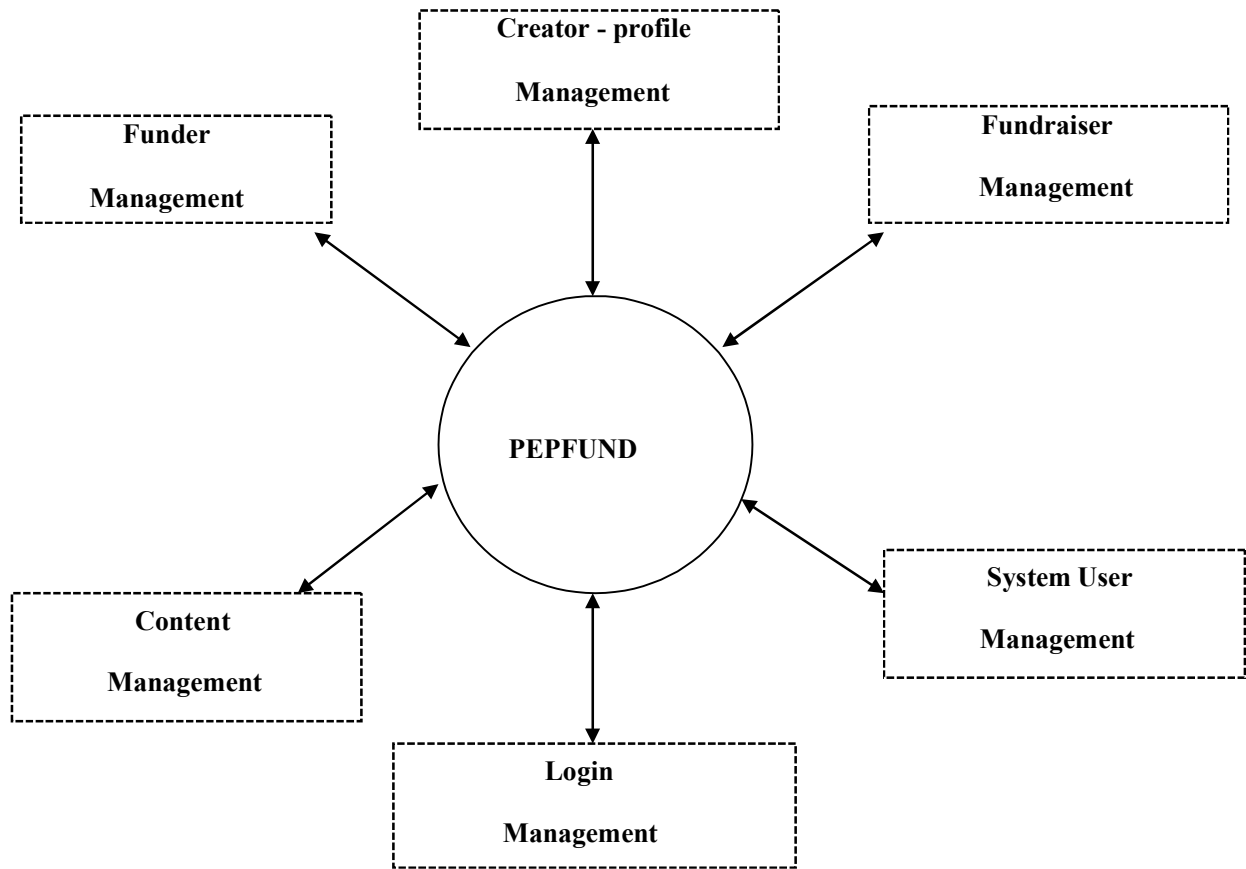 Creator - profile
Management
Funder
Management
Fundraiser
Management
PEPFUND
System User
Management
Content
Management
Login
Management